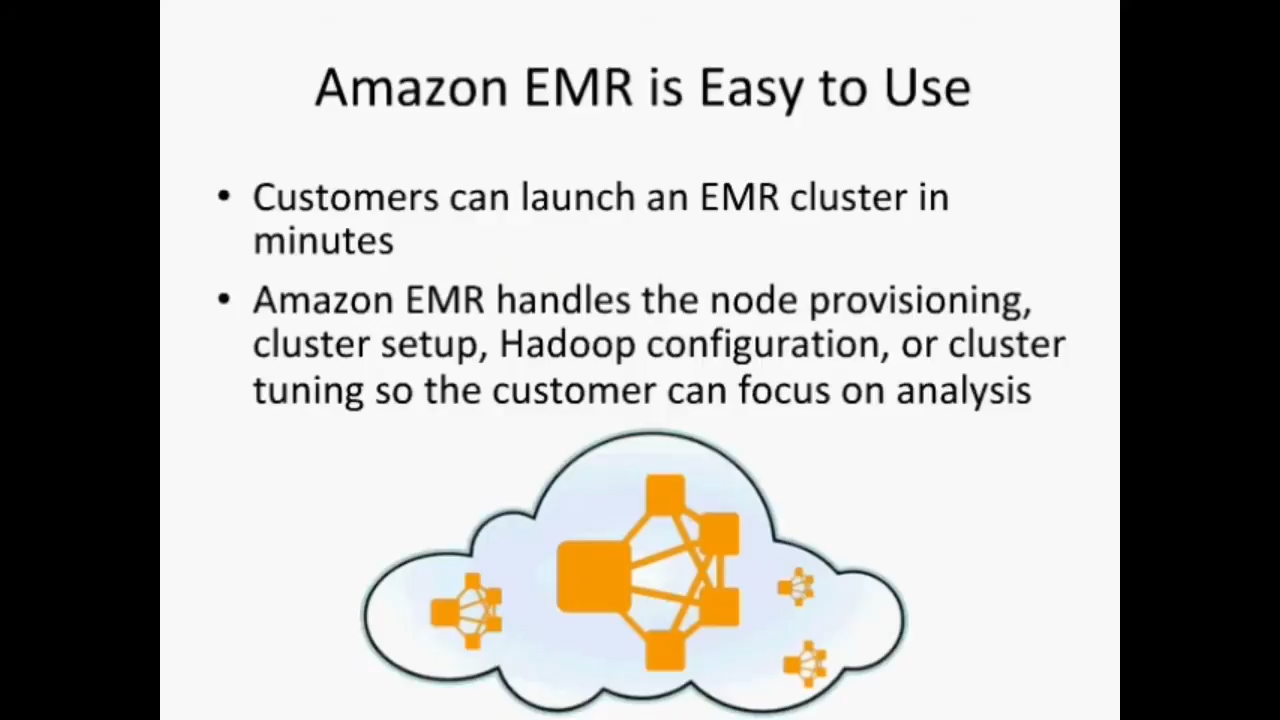 Amazon EMR is Easy to Use
• Customers can launch an EMR cluster in
minutes
• Amazon EMR handles the node provisioning,
cluster setup, Hadoop configuration, or cluster
tuning so the customer can focus on analysis